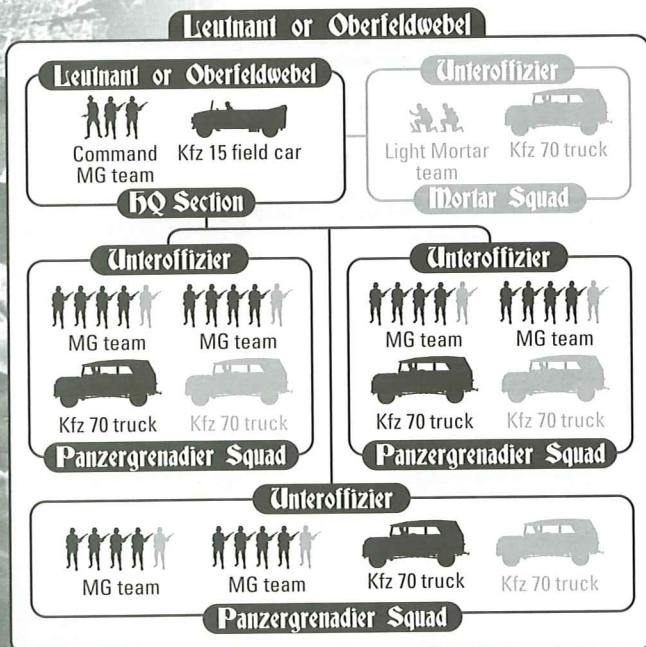 Leutnant or Oberfeldwebel
Leutnant or Oberfeldwebel
Command
MG team
Kfz 15 field car
HQ Section
Unteroffizier
Light Mortar
team
Kfz 70 truck
Mortar Squad
Unteroffizier
MG team
MG team
Kfz 70 truck
Kfz 70 truck
Panzergrenadier Squad
Unteroffizier
MG team
MG team
Kfz 70 truck
Kfz 70 truck
Panzergrenadier Squad
Unteroffizier
MG team
MG team
Kfz 70 truck
Kfz 70 truck
Panzergrenadier Squad